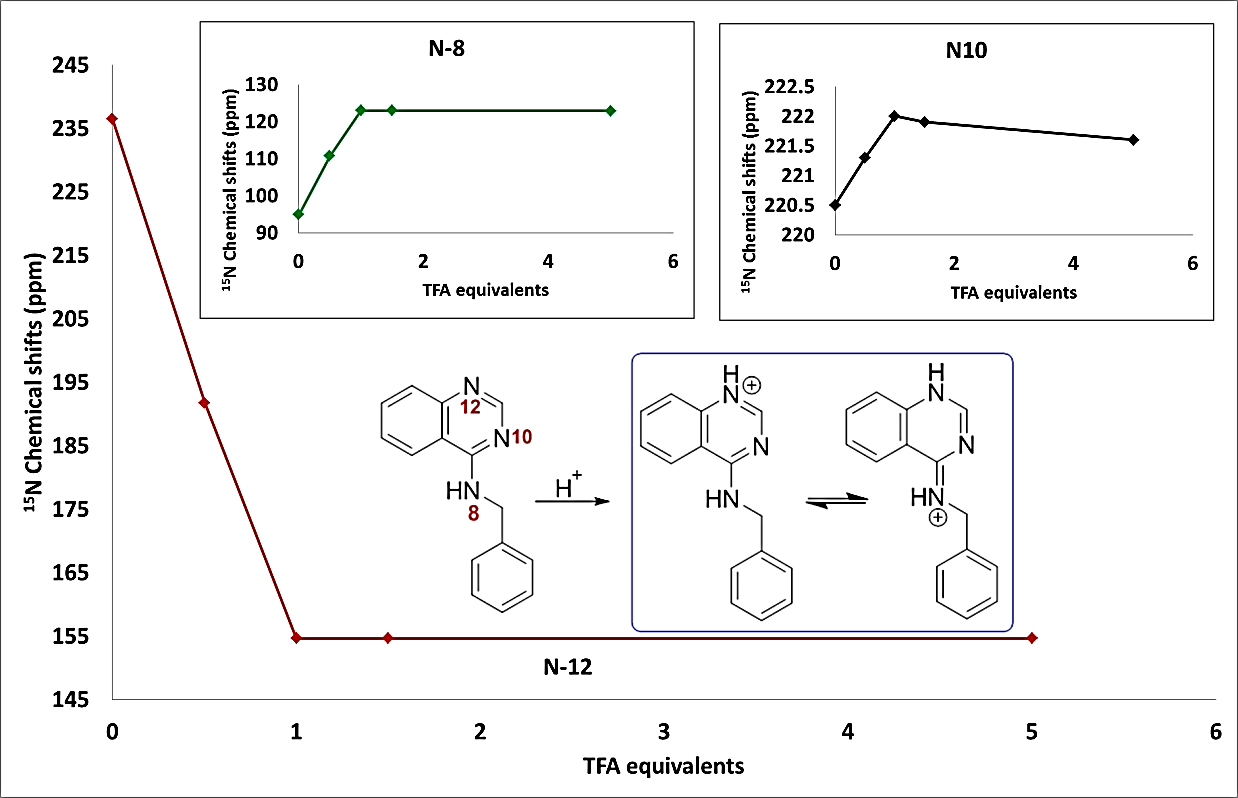 N-8
130
120
110
100
90
0
2
4
6
¹⁵N Chemical shifts (ppm)
TFA equivalents
N10
222.5
222
221.5
221
220.5
220
0
2
4
6
¹⁵N Chemical shifts (ppm)
TFA equivalents
245
235
225
215
205
195
185
175
165
155
145
¹⁵N Chemical shifts (ppm)
N
12
N10
HN
8
H⁺
H
N⊕
N
HN
H
N
N
HN
⊕
N-12
0
1
2
3
4
5
6
TFA equivalents